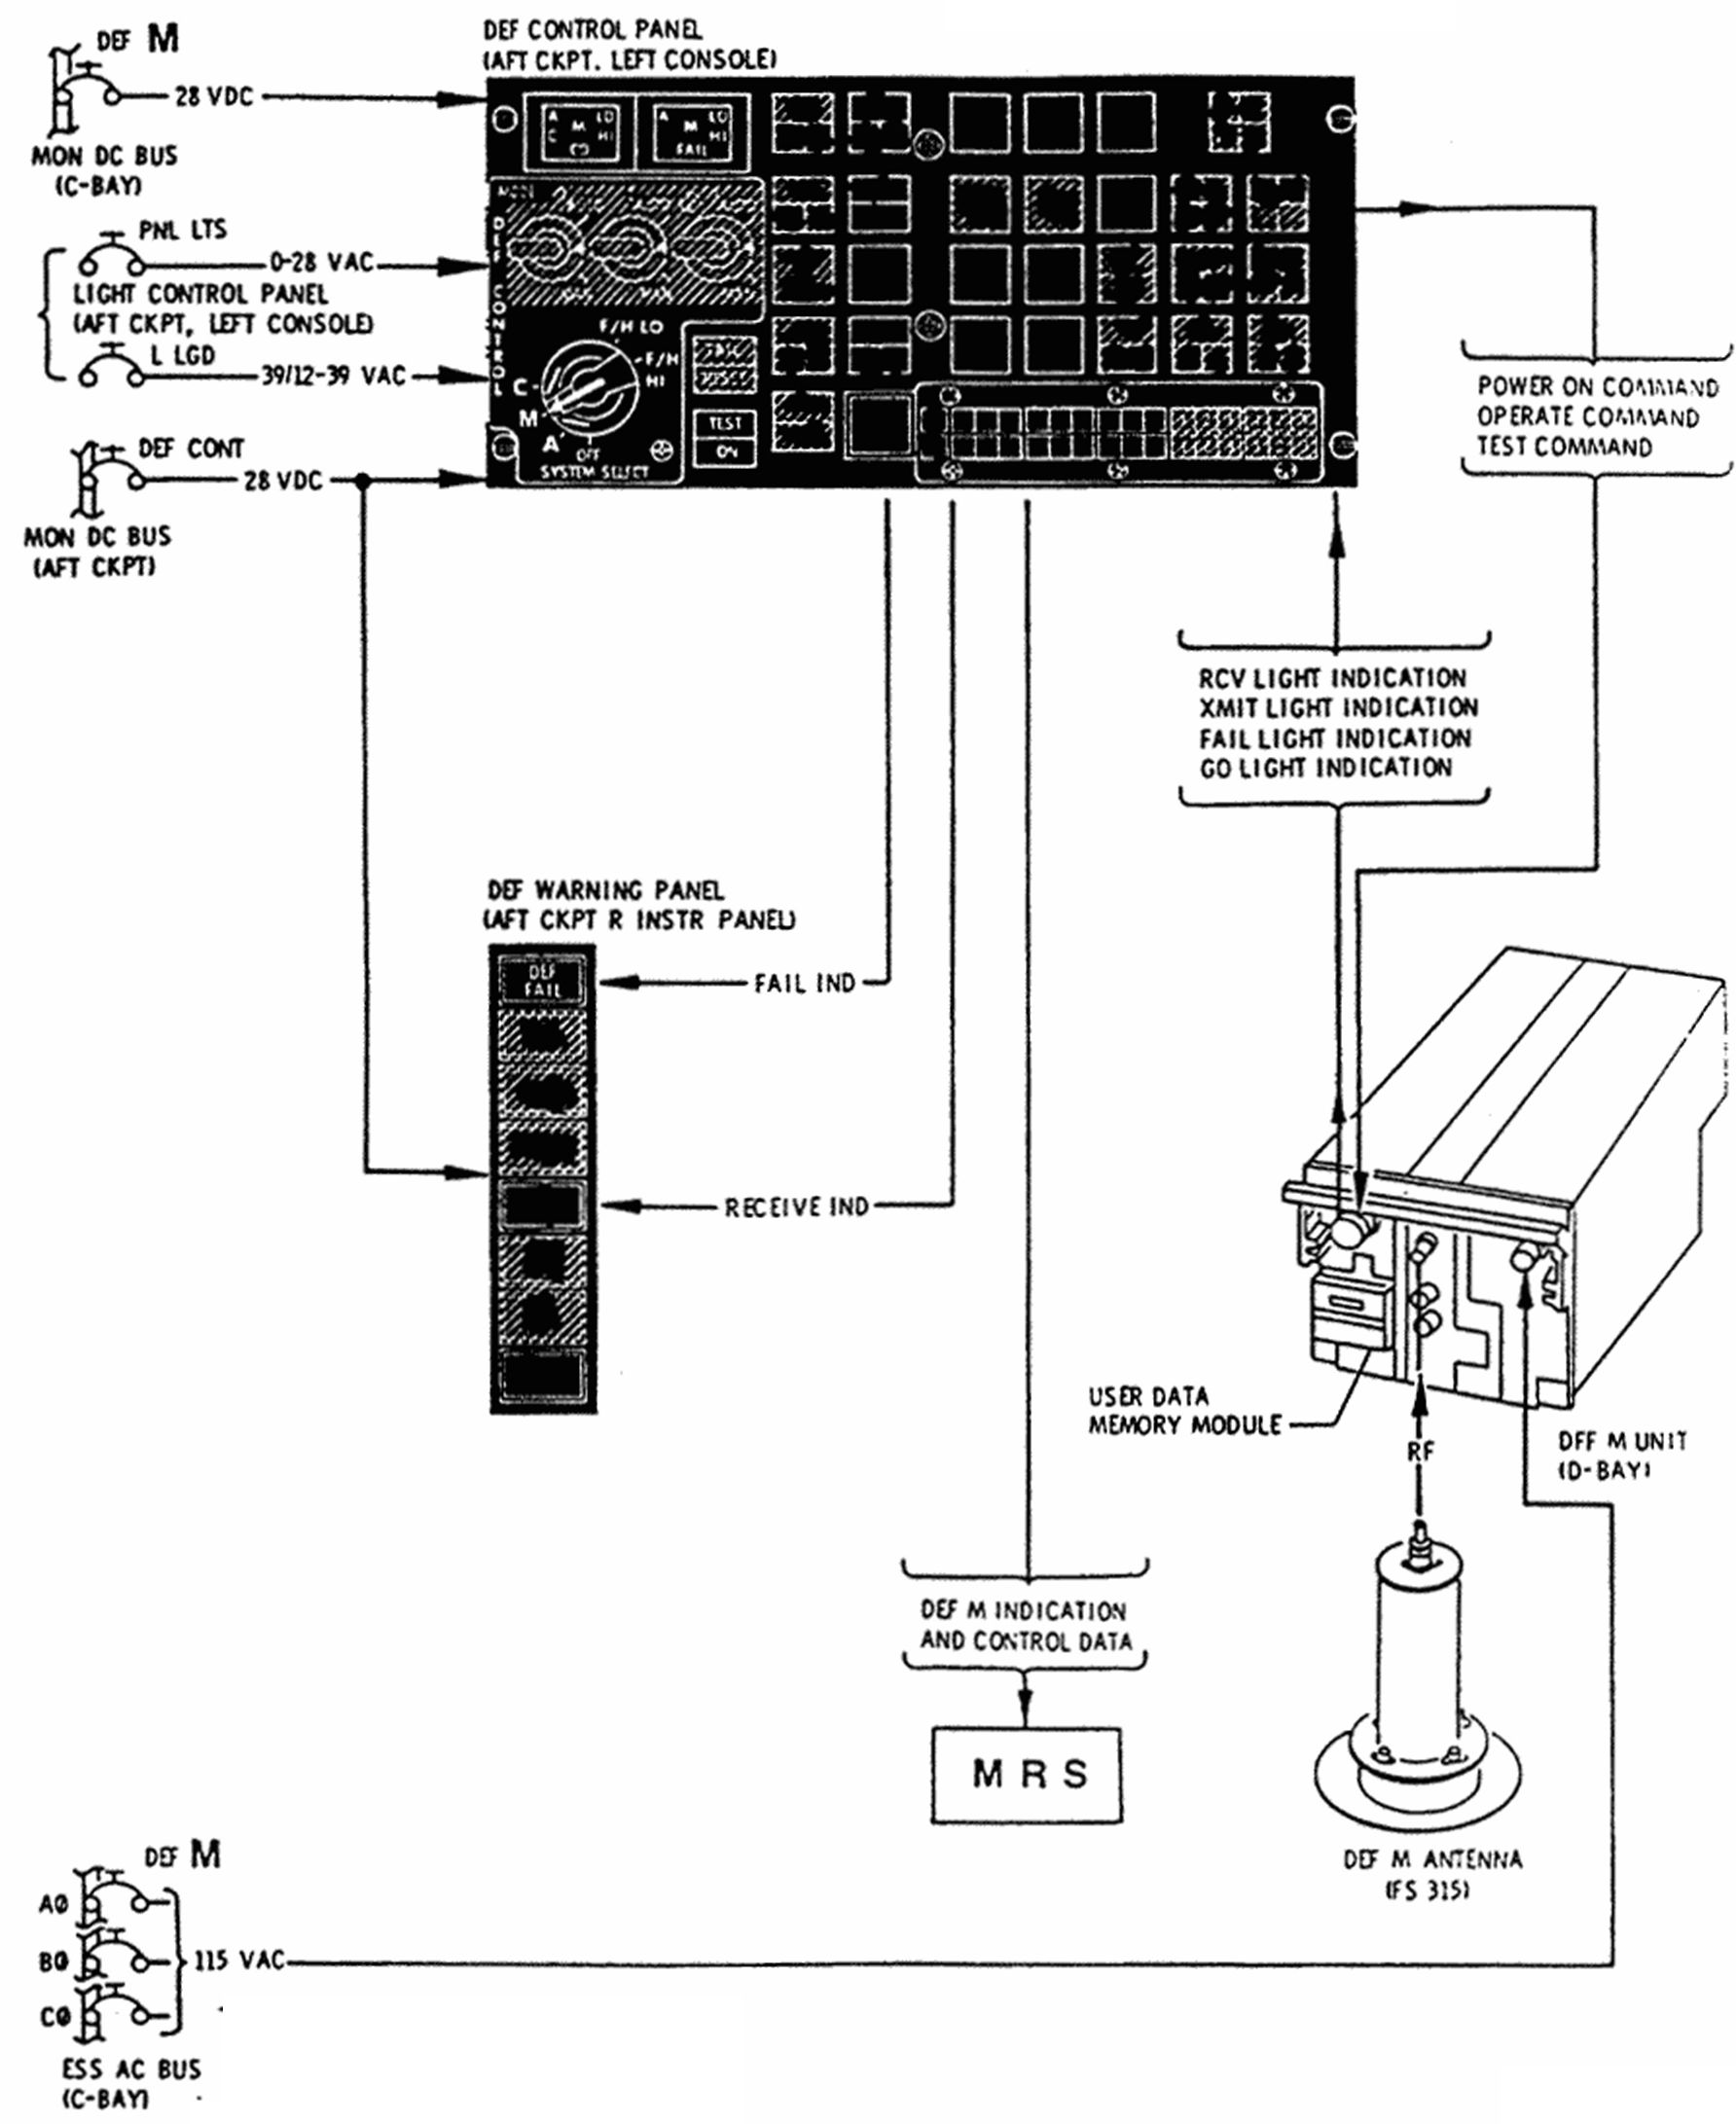 DEF M
28 VDC
MON DC BUS
(C-BAY)
PNL LTS
0-28 VAC
LIGHT CONTROL PANEL
(AFT CKPT, LEFT CONSOLE)
L LGD
39/12-39 VAC
DEF CONT
28 VDC
MON DC BUS
(AFT CKPT)
DEF CONTROL PANEL
(AFT CKPT. LEFT CONSOLE)
A LO
M
C HI
A LO
M HI
FAIL
CONTROL
F/H LO
F/H
HI
C
M
A
OFF
SYSTEM SELECT
TEST
ON
POWER ON COMMAND
OPERATE COMMAND
TEST COMMAND
RCV LIGHT INDICATION
XMIT LIGHT INDICATION
FAIL LIGHT INDICATION
GO LIGHT INDICATION
DEF WARNING PANEL
(AFT CKPT R INSTR PANEL)
DEF
FAIL
FAIL IND
RECEIVE IND
USER DATA
MEMORY MODULE
RF
DFF M UNIT
(D-BAY)
DEF M INDICATION
AND CONTROL DATA
M R S
DEF M ANTENNA
(FS 315)
DEF M
AØ
BØ
CØ
115 VAC
ESS AC BUS
(C-BAY)